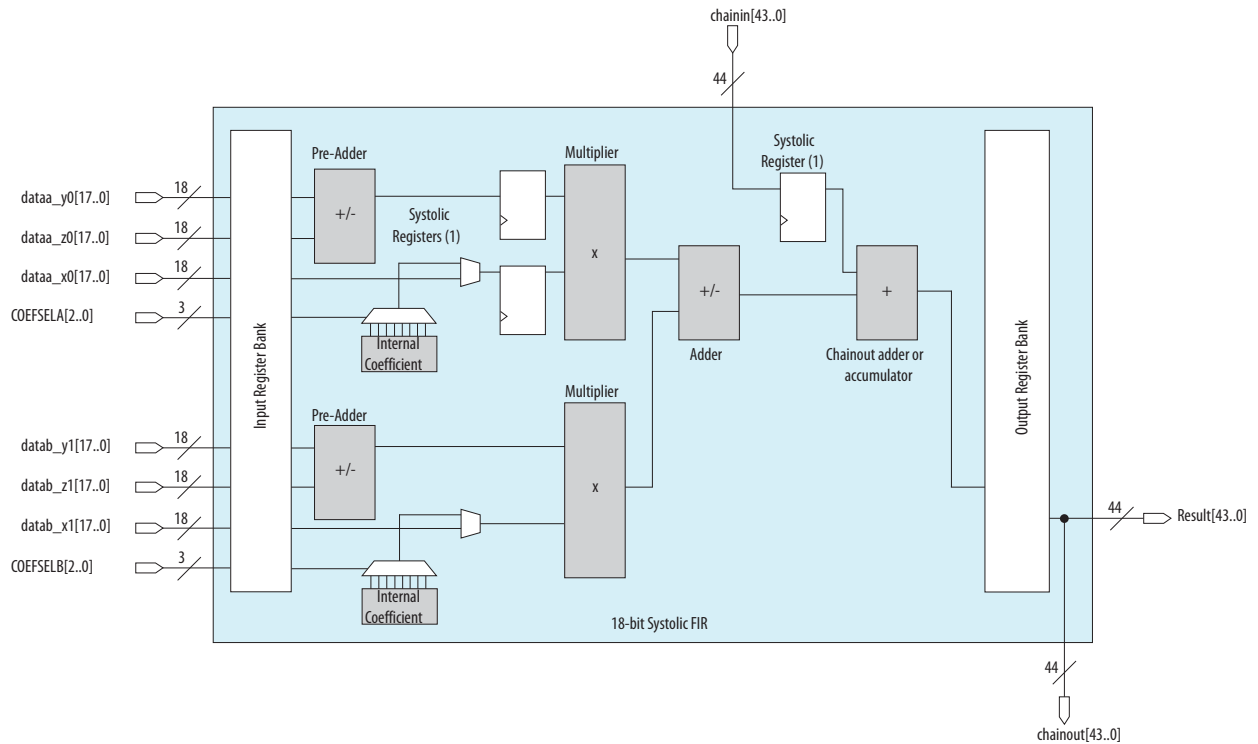 chainin[43..0]
44
Pre-Adder
Multiplier
Systolic
Register (1)
dataa_y0[17..0]
18
+/-
Systolic
Registers (1)
dataa_z0[17..0]
18
dataa_x0[17..0]
18
x
+/-
+
COEFSELA[2..0]
3
Internal
Coefficient
Adder
Chainout adder or
accumulator
Input Register Bank
Output Register Bank
Multiplier
Pre-Adder
datab_y1[17..0]
18
+/-
datab_z1[17..0]
18
x
datab_x1[17..0]
18
44
Result[43..0]
COEFSELB[2..0]
3
Internal
Coefficient
18-bit Systolic FIR
44
chainout[43..0]